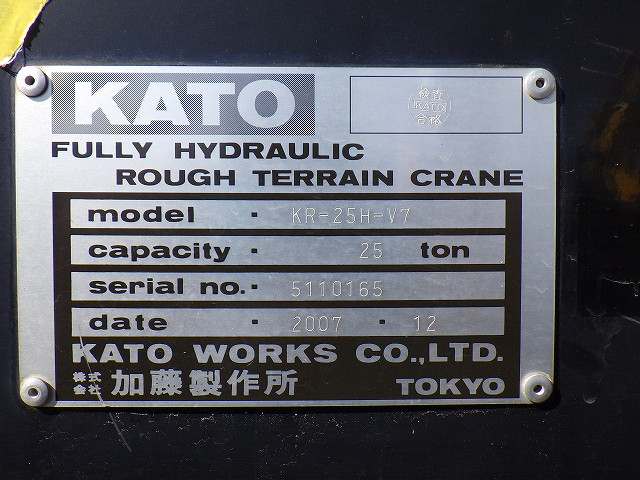 KATO
検査
KATO
合格
FULLY HYDRAULIC
ROUGH TERRAIN CRANE
model · KR-25H-V7
capacity · 25 ton
serial no. · 5110165
date · 2007 · 12
KATO WORKS CO.,LTD.
株式会社 加藤製作所 TOKYO